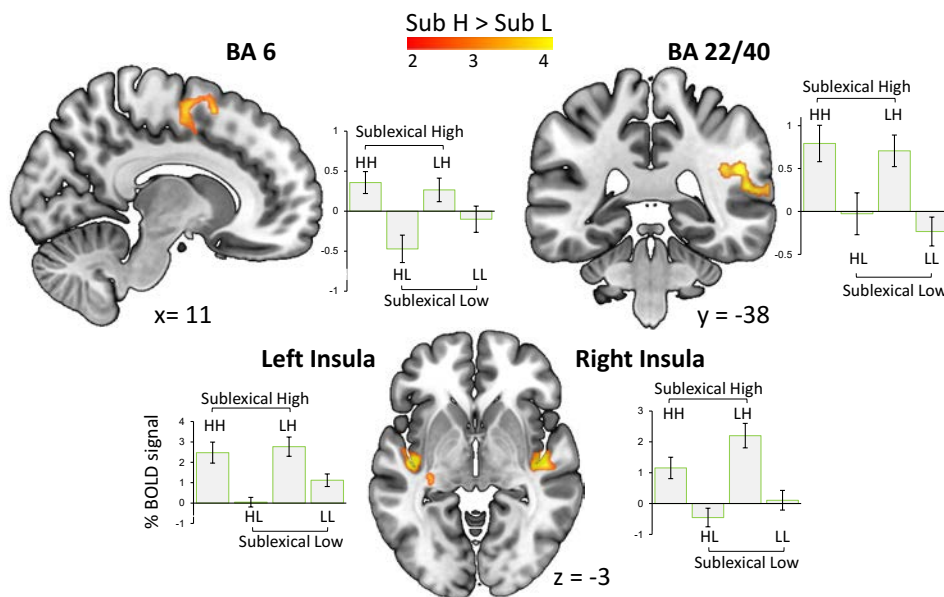 Sub H > Sub L
2 3 4
BA 6
BA 22/40
Sublexical High
HH LH
1
0.5
0
-0.5
-1
HL LL
Sublexical Low
x= 11
Sublexical High
HH LH
1
0.5
0
-0.5
HL LL
Sublexical Low
y = -38
Left Insula
Right Insula
Sublexical High
HH LH
% BOLD signal
4
3
2
1
0
-1
HL LL
Sublexical Low
z = -3
Sublexical High
HH LH
3
2
1
0
-1
HL LL
Sublexical Low